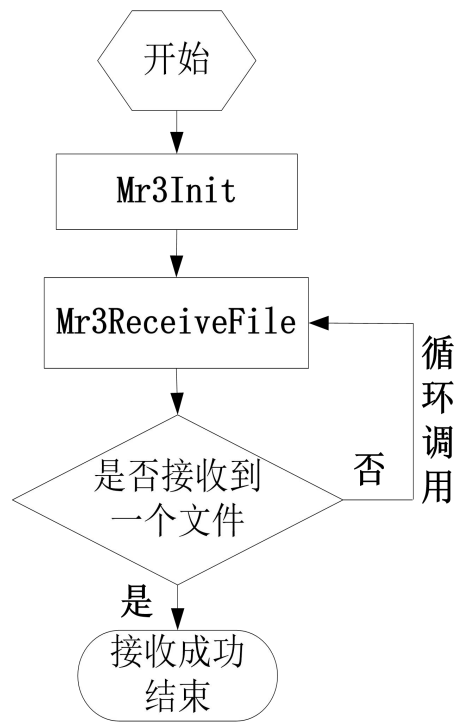 开始
Mr3Init
Mr3ReceiveFile
循环调用
是否接收到
一个文件
否
是
接收成功
结束